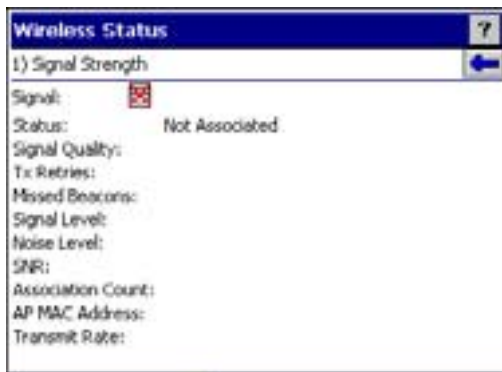 Wireless Status ?
1) Signal Strength
Signal:
Status: Not Associated
Signal Quality:
Tx Retries:
Missed Beacons:
Signal Level:
Noise Level:
SNR:
Association Count:
AP MAC Address:
Transmit Rate: